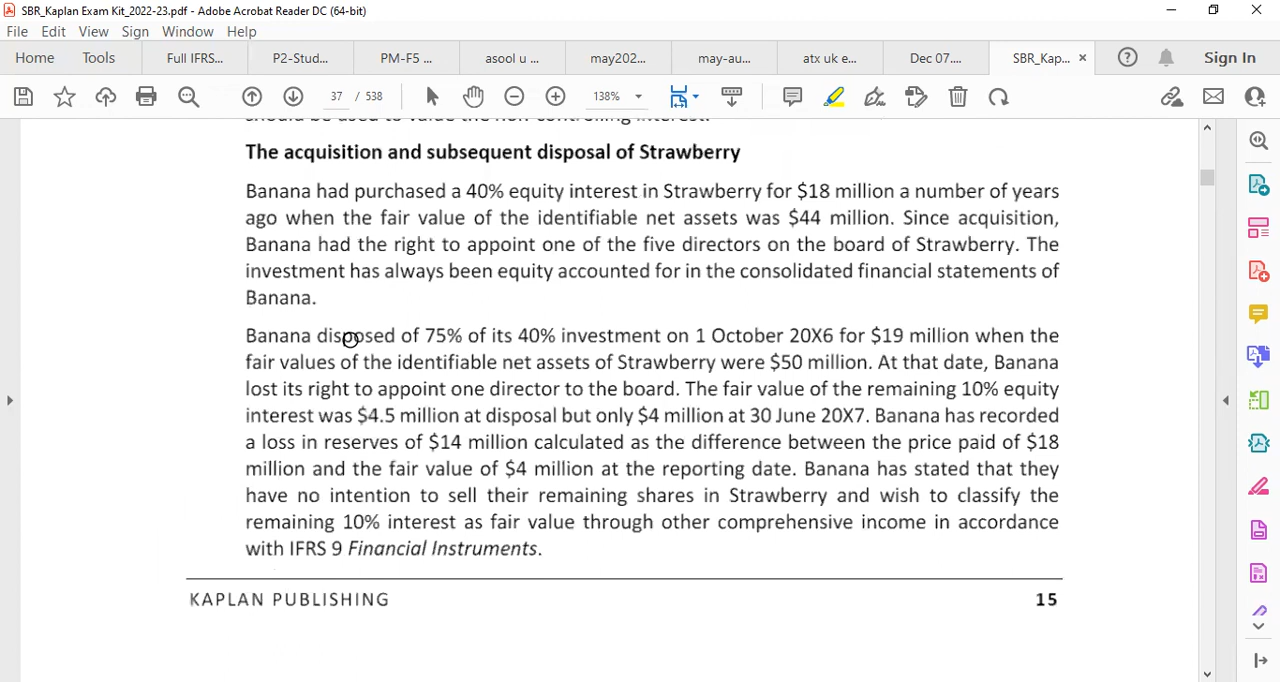 SBR_Kaplan Exam Kit_2022-23.pdf - Adobe Acrobat Reader DC (64-bit)
File Edit View Sign Window Help
Home Tools Full IFRS... P2-Stud... PM-F5 ... asool u ... may202... may-au... atx uk e... Dec 07.... SBR_Kap... × ? Sign In
37 / 538 138%
should be used to value the non-controlling interest.
The acquisition and subsequent disposal of Strawberry
Banana had purchased a 40% equity interest in Strawberry for $18 million a number of years
ago when the fair value of the identifiable net assets was $44 million. Since acquisition,
Banana had the right to appoint one of the five directors on the board of Strawberry. The
investment has always been equity accounted for in the consolidated financial statements of
Banana.
Banana disposed of 75% of its 40% investment on 1 October 20X6 for $19 million when the
fair values of the identifiable net assets of Strawberry were $50 million. At that date, Banana
lost its right to appoint one director to the board. The fair value of the remaining 10% equity
interest was $4.5 million at disposal but only $4 million at 30 June 20X7. Banana has recorded
a loss in reserves of $14 million calculated as the difference between the price paid of $18
million and the fair value of $4 million at the reporting date. Banana has stated that they
have no intention to sell their remaining shares in Strawberry and wish to classify the
remaining 10% interest as fair value through other comprehensive income in accordance
with IFRS 9 Financial Instruments.
KAPLAN PUBLISHING 15